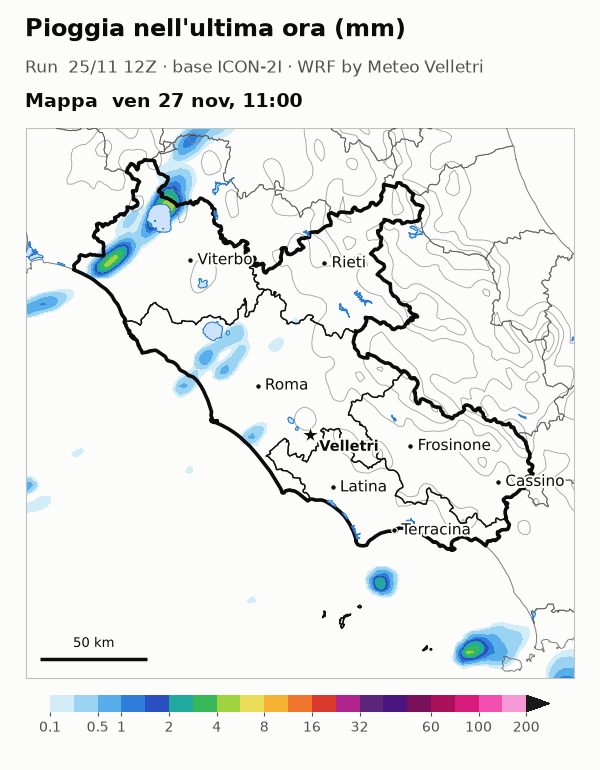 Pioggia nell'ultima ora (mm)
Run  25/11 12Z · base ICON-2I · WRF by Meteo Velletri
Mappa  ven 27 nov, 11:00
Viterbo
Rieti
Roma
Velletri
Frosinone
Latina
Cassino
Terracina
50 km
0.1 0.5 1 2 4 8 16 32 60 100 200